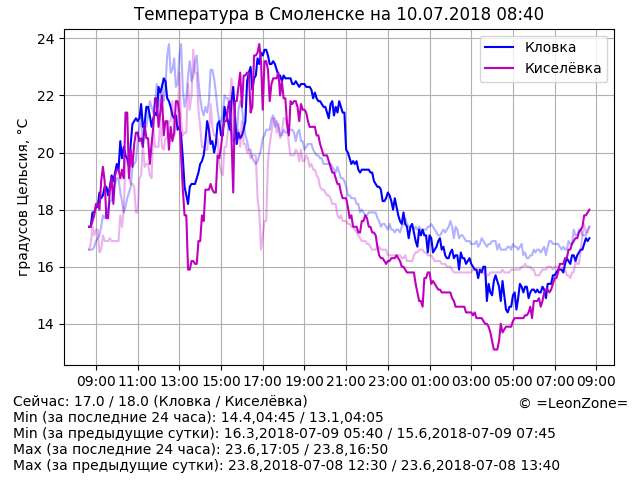 Температура в Смоленске на 10.07.2018 08:40
градусов Цельсия, °C
24
22
20
18
16
14
Кловка
Киселёвка
09:00 11:00 13:00 15:00 17:00 19:00 21:00 23:00 01:00 03:00 05:00 07:00 09:00
Сейчас: 17.0 / 18.0 (Кловка / Киселёвка)
© =LeonZone=
Min (за последние 24 часа): 14.4,04:45 / 13.1,04:05
Min (за предыдущие сутки): 16.3,2018-07-09 05:40 / 15.6,2018-07-09 07:45
Max (за последние 24 часа): 23.6,17:05 / 23.8,16:50
Max (за предыдущие сутки): 23.8,2018-07-08 12:30 / 23.6,2018-07-08 13:40